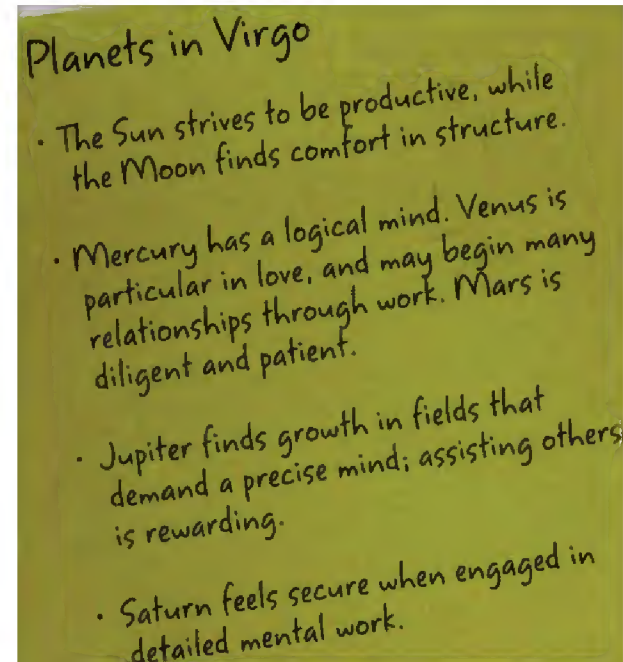 Planets in Virgo
· The Sun strives to be productive, while
the Moon finds comfort in structure.
· Mercury has a logical mind. Venus is
particular in love, and may begin many
relationships through work. Mars is
diligent and patient.
· Jupiter finds growth in fields that
demand a precise mind; assisting others
is rewarding.
· Saturn feels secure when engaged in
detailed mental work.